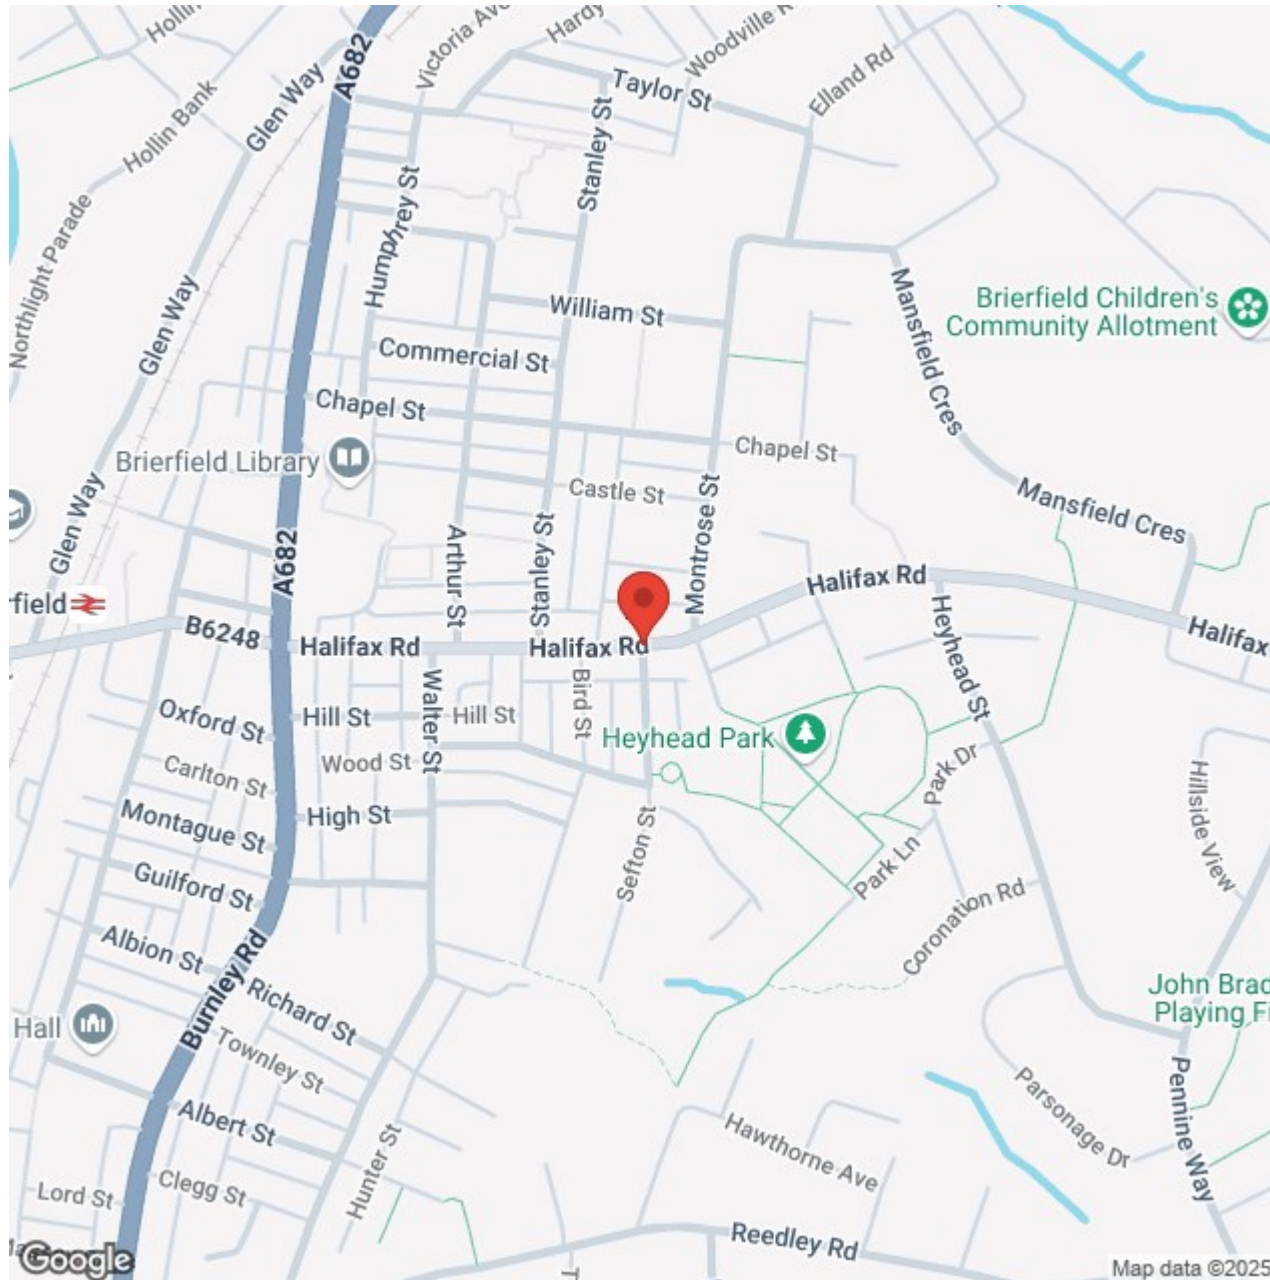 Hollin
Hollin Bank
Glen Way
A682
Victoria Ave
Hardy
Woodville R
Taylor St
Elland Rd
Stanley St
Humphrey St
Northlight Parade
Glen Way
William St
Mansfield Cres
Brierfield Children's
Community Allotment
Commercial St
Chapel St
Chapel St
Brierfield Library
Castle St
Montrose St
Mansfield Cres
Glen Way
A682
Arthur St
Stanley St
Halifax Rd
rfield
B6248
Halifax Rd
Halifax Rd
Heyhead St
Halifax
Walter St
Bird St
Oxford St
Hill St
Hill St
Heyhead Park
Carlton St
Wood St
Park Dr
Hillside View
Montague St
High St
Sefton St
Guilford St
Park Ln
Coronation Rd
Albion St
Burnley Rd
Richard St
John Brad
Playing Fi
Hall
Townley St
Parsonage Dr
Pennine Way
Albert St
Hawthorne Ave
Hunter St
Clegg St
Lord St
Reedley Rd
Google
Map data ©2025